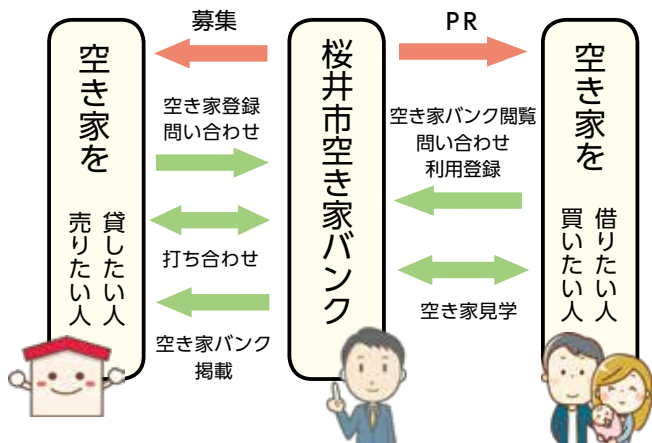 募集
空き家を
貸したい人
売りたい人
空き家登録
問い合わせ
打ち合わせ
空き家バンク
掲載
桜井市空き家バンク
PR
空き家バンク閲覧
問い合わせ
利用登録
空き家見学
空き家を
借りたい人
買いたい人